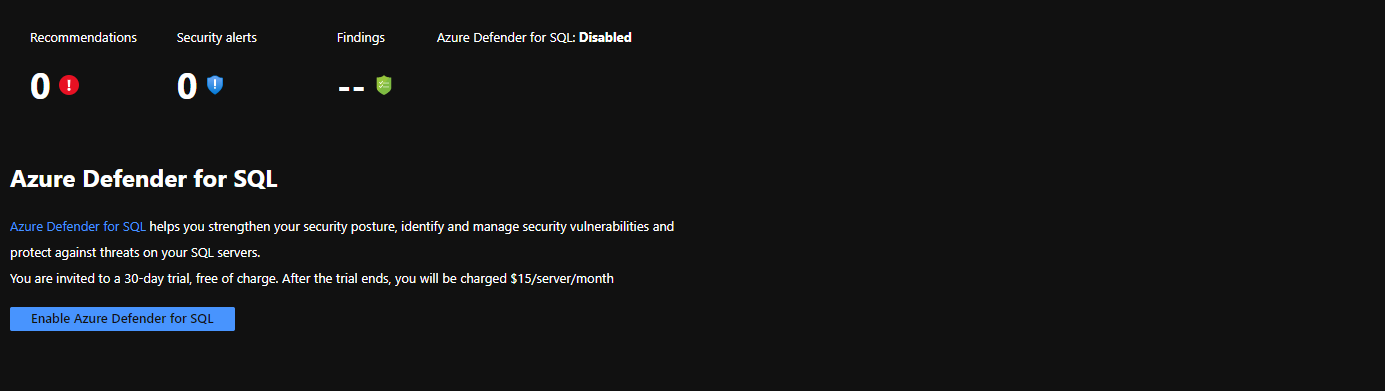 Recommendations Security alerts Findings Azure Defender for SQL: Disabled
0 0 --
Azure Defender for SQL
Azure Defender for SQL helps you strengthen your security posture, identify and manage security vulnerabilities and
protect against threats on your SQL servers.
You are invited to a 30-day trial, free of charge. After the trial ends, you will be charged $15/server/month
Enable Azure Defender for SQL